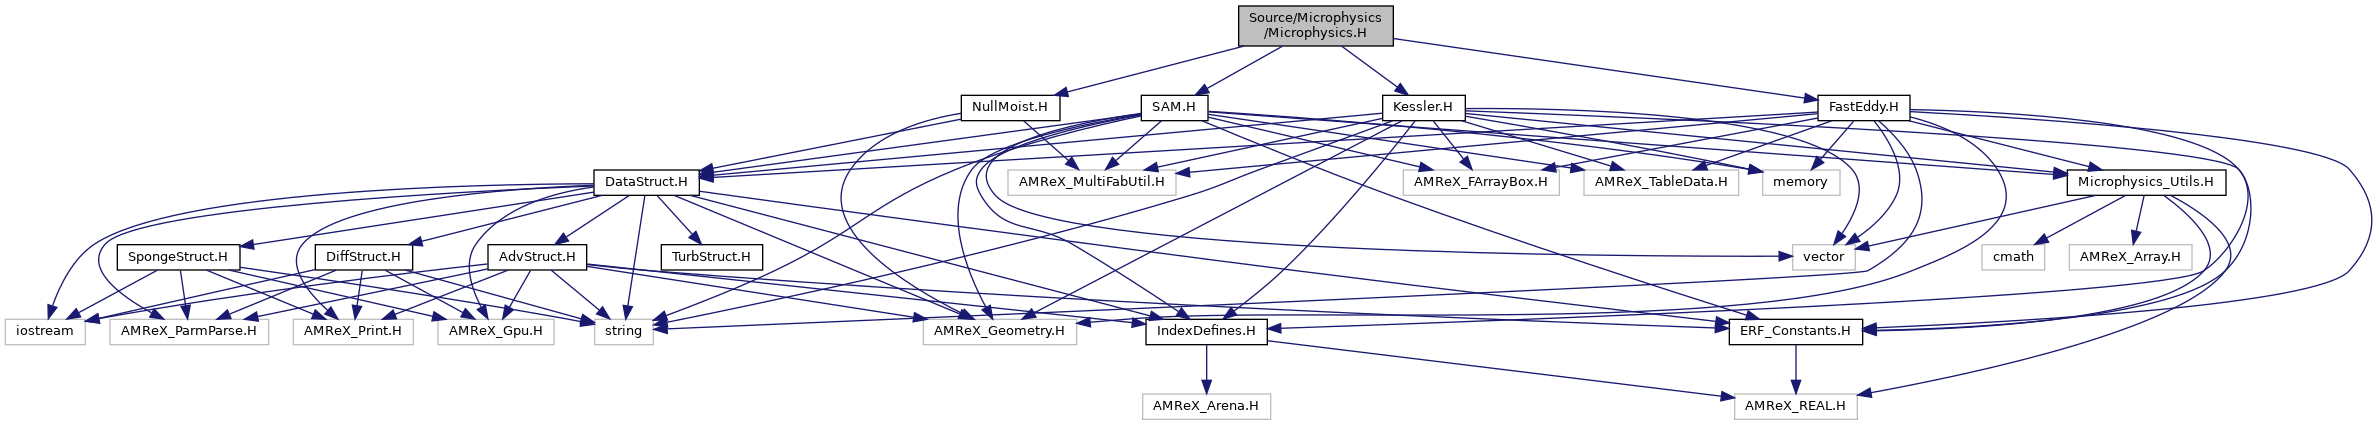 Source/Microphysics
/Microphysics.H
NullMoist.H
SAM.H
Kessler.H
FastEddy.H
DataStruct.H
AMReX_MultiFabUtil.H
AMReX_FArrayBox.H
AMReX_TableData.H
memory
Microphysics_Utils.H
SpongeStruct.H
DiffStruct.H
AdvStruct.H
TurbStruct.H
vector
cmath
AMReX_Array.H
iostream
AMReX_ParmParse.H
AMReX_Print.H
AMReX_Gpu.H
string
AMReX_Geometry.H
IndexDefines.H
ERF_Constants.H
AMReX_Arena.H
AMReX_REAL.H